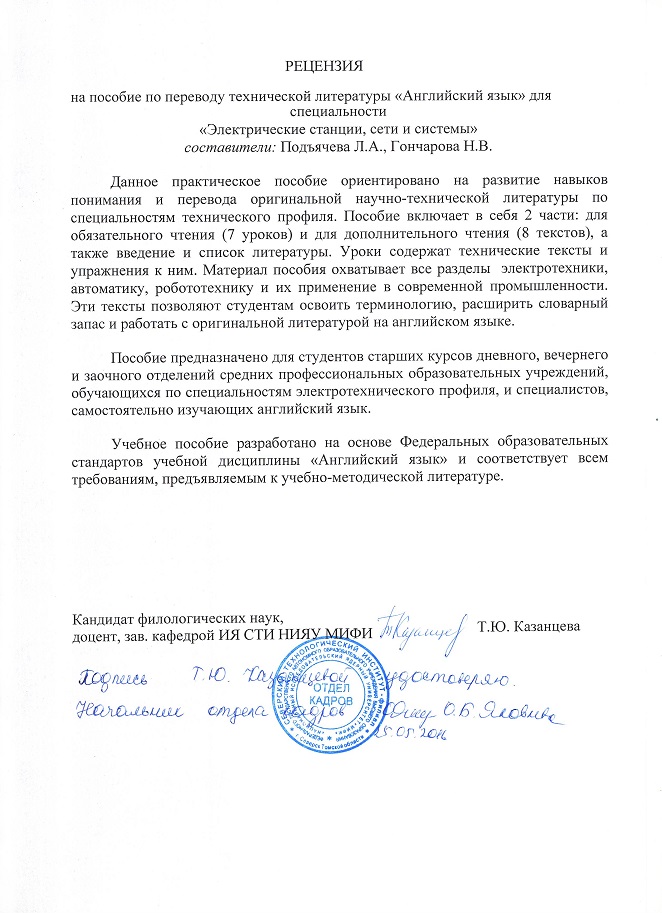 РЕЦЕНЗИЯ
на пособие по переводу технической литературы «Английский язык» для
специальности
«Электрические станции, сети и системы»
составители: Подъячева Л.А., Гончарова Н.В.
Данное практическое пособие ориентировано на развитие навыков
понимания и перевода оригинальной научно-технической литературы по
специальностям технического профиля. Пособие включает в себя 2 части: для
обязательного чтения (7 уроков) и для дополнительного чтения (8 текстов), а
также введение и список литературы. Уроки содержат технические тексты и
упражнения к ним. Материал пособия охватывает все разделы электротехники,
автоматику, робототехнику и их применение в современной промышленности.
Эти тексты позволяют студентам освоить терминологию, расширить словарный
запас и работать с оригинальной литературой на английском языке.
Пособие предназначено для студентов старших курсов дневного, вечернего
и заочного отделений средних профессиональных образовательных учреждений,
обучающихся по специальностям электротехнического профиля, и специалистов,
самостоятельно изучающих английский язык.
Учебное пособие разработано на основе Федеральных образовательных
стандартов учебной дисциплины «Английский язык» и соответствует всем
требованиям, предъявляемым к учебно-методической литературе.
Кандидат филологических наук,
доцент, зав. кафедрой ИЯ СТИ НИЯУ МИФИ Т.Ю. Казанцева
Подпись Т.Ю. Казанцевой удостоверяю.
Начальник отдела кадров О.Б.
25.05.2016
СЕВЕРСКИЙ ТЕХНОЛОГИЧЕСКИЙ ИНСТИТУТ - ФИЛИАЛ
ОТДЕЛ
КАДРОВ
г. Северск Томской области